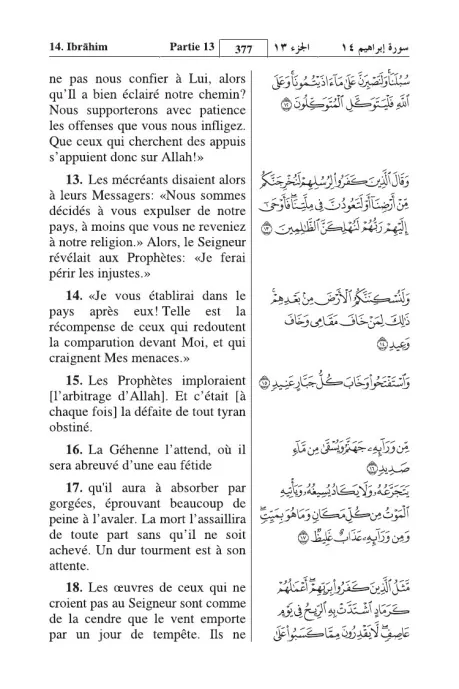 14. Ibrāhim Partie 13 377 الجزء ١٣ سورة إبراهيم ١٤
ne pas nous confier à Lui, alors
qu'Il a bien éclairé notre chemin?
Nous supporterons avec patience
les offenses que vous nous infligez.
Que ceux qui cherchent des appuis
s'appuient donc sur Allah!»
13. Les mécréants disaient alors
à leurs Messagers: «Nous sommes
décidés à vous expulser de notre
pays, à moins que vous ne reveniez
à notre religion.» Alors, le Seigneur
révélait aux Prophètes: «Je ferai
périr les injustes.»
14. «Je vous établirai dans le
pays après eux! Telle est la
récompense de ceux qui redoutent
la comparution devant Moi, et qui
craignent Mes menaces.»
15. Les Prophètes imploraient
[l'arbitrage d'Allah]. Et c'était [à
chaque fois] la défaite de tout tyran
obstiné.
16. La Géhenne l'attend, où il
sera abreuvé d'une eau fétide
17. qu'il aura à absorber par
gorgées, éprouvant beaucoup de
peine à l'avaler. La mort l'assaillira
de toute part sans qu'il ne soit
achevé. Un dur tourment est à son
attente.
18. Les œuvres de ceux qui ne
croient pas au Seigneur sont comme
de la cendre que le vent emporte
par un jour de tempête. Ils ne
سُبُلَنَا وَلَنَصْبِرَنَّ عَلَىٰ مَا ءَاذَيْتُمُونَا وَعَلَى
ٱللَّهِ فَلْيَتَوَكَّلِ ٱلْمُتَوَكِّلُونَ ١٢
وَقَالَ ٱلَّذِينَ كَفَرُوا۟ لِرُسُلِهِمْ لَنُخْرِجَنَّكُم
مِّنْ أَرْضِنَآ أَوْ لَتَعُودُنَّ فِى مِلَّتِنَا فَأَوْحَىٰٓ
إِلَيْهِمْ رَبُّهُمْ لَنُهْلِكَنَّ ٱلظَّٰلِمِينَ ١٣
وَلَنُسْكِنَنَّكُمُ ٱلْأَرْضَ مِنۢ بَعْدِهِمْ
ذَٰلِكَ لِمَنْ خَافَ مَقَامِى وَخَافَ
وَعِيدِ ١٤
وَٱسْتَفْتَحُوا۟ وَخَابَ كُلُّ جَبَّارٍ عَنِيدٍ ١٥
مِّن وَرَآئِهِۦ جَهَنَّمُ وَيُسْقَىٰ مِن مَّآءٍ
صَدِيدٍ ١٦
يَتَجَرَّعُهُۥ وَلَا يَكَادُ يُسِيغُهُۥ وَيَأْتِيهِ
ٱلْمَوْتُ مِن كُلِّ مَكَانٍ وَمَا هُوَ بِمَيِّتٍ
وَمِن وَرَآئِهِۦ عَذَابٌ غَلِيظٌ ١٧
مَّثَلُ ٱلَّذِينَ كَفَرُوا۟ بِرَبِّهِمْ أَعْمَٰلُهُمْ
كَرَمَادٍ ٱشْتَدَّتْ بِهِ ٱلرِّيحُ فِى يَوْمٍ
عَاصِفٍ لَّا يَقْدِرُونَ مِمَّا كَسَبُوا۟ عَلَىٰ